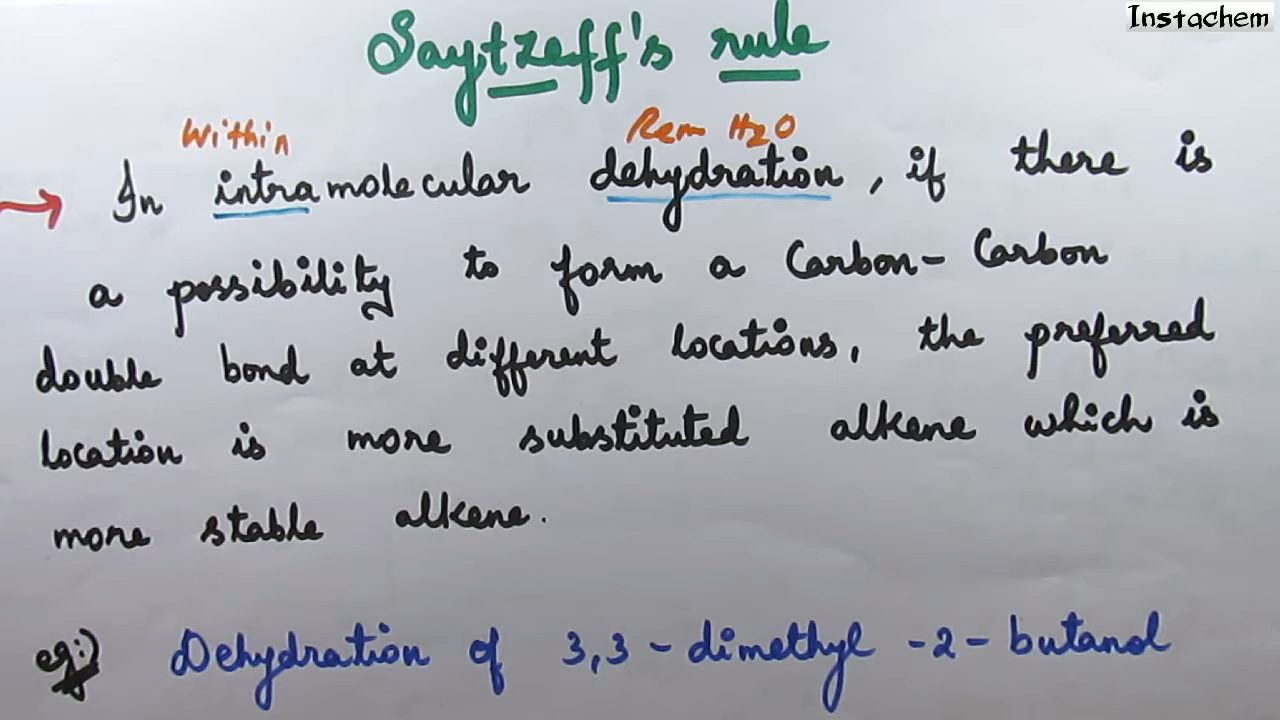 Instachem
Saytzeff's rule
Within Rem H2O
In intramolecular dehydration, if there is
a possibility to form a Carbon-Carbon
double bond at different locations, the preferred
location is more substituted alkene which is
more stable alkene.
eg:) Dehydration of 3,3-dimethyl-2-butanol